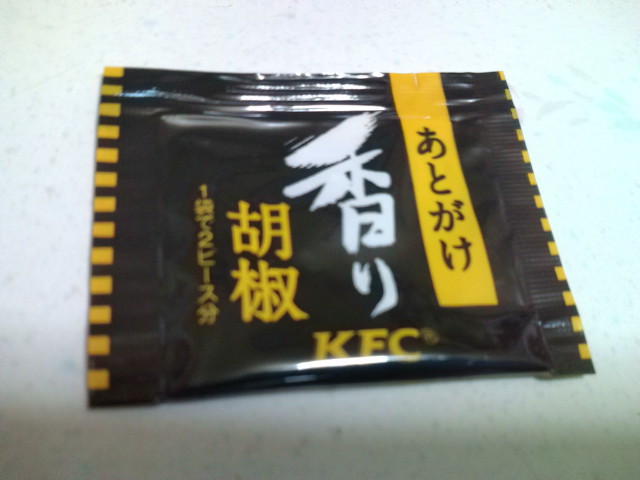 あとがけ
香り
胡椒
1袋で2ピース分
KFC®